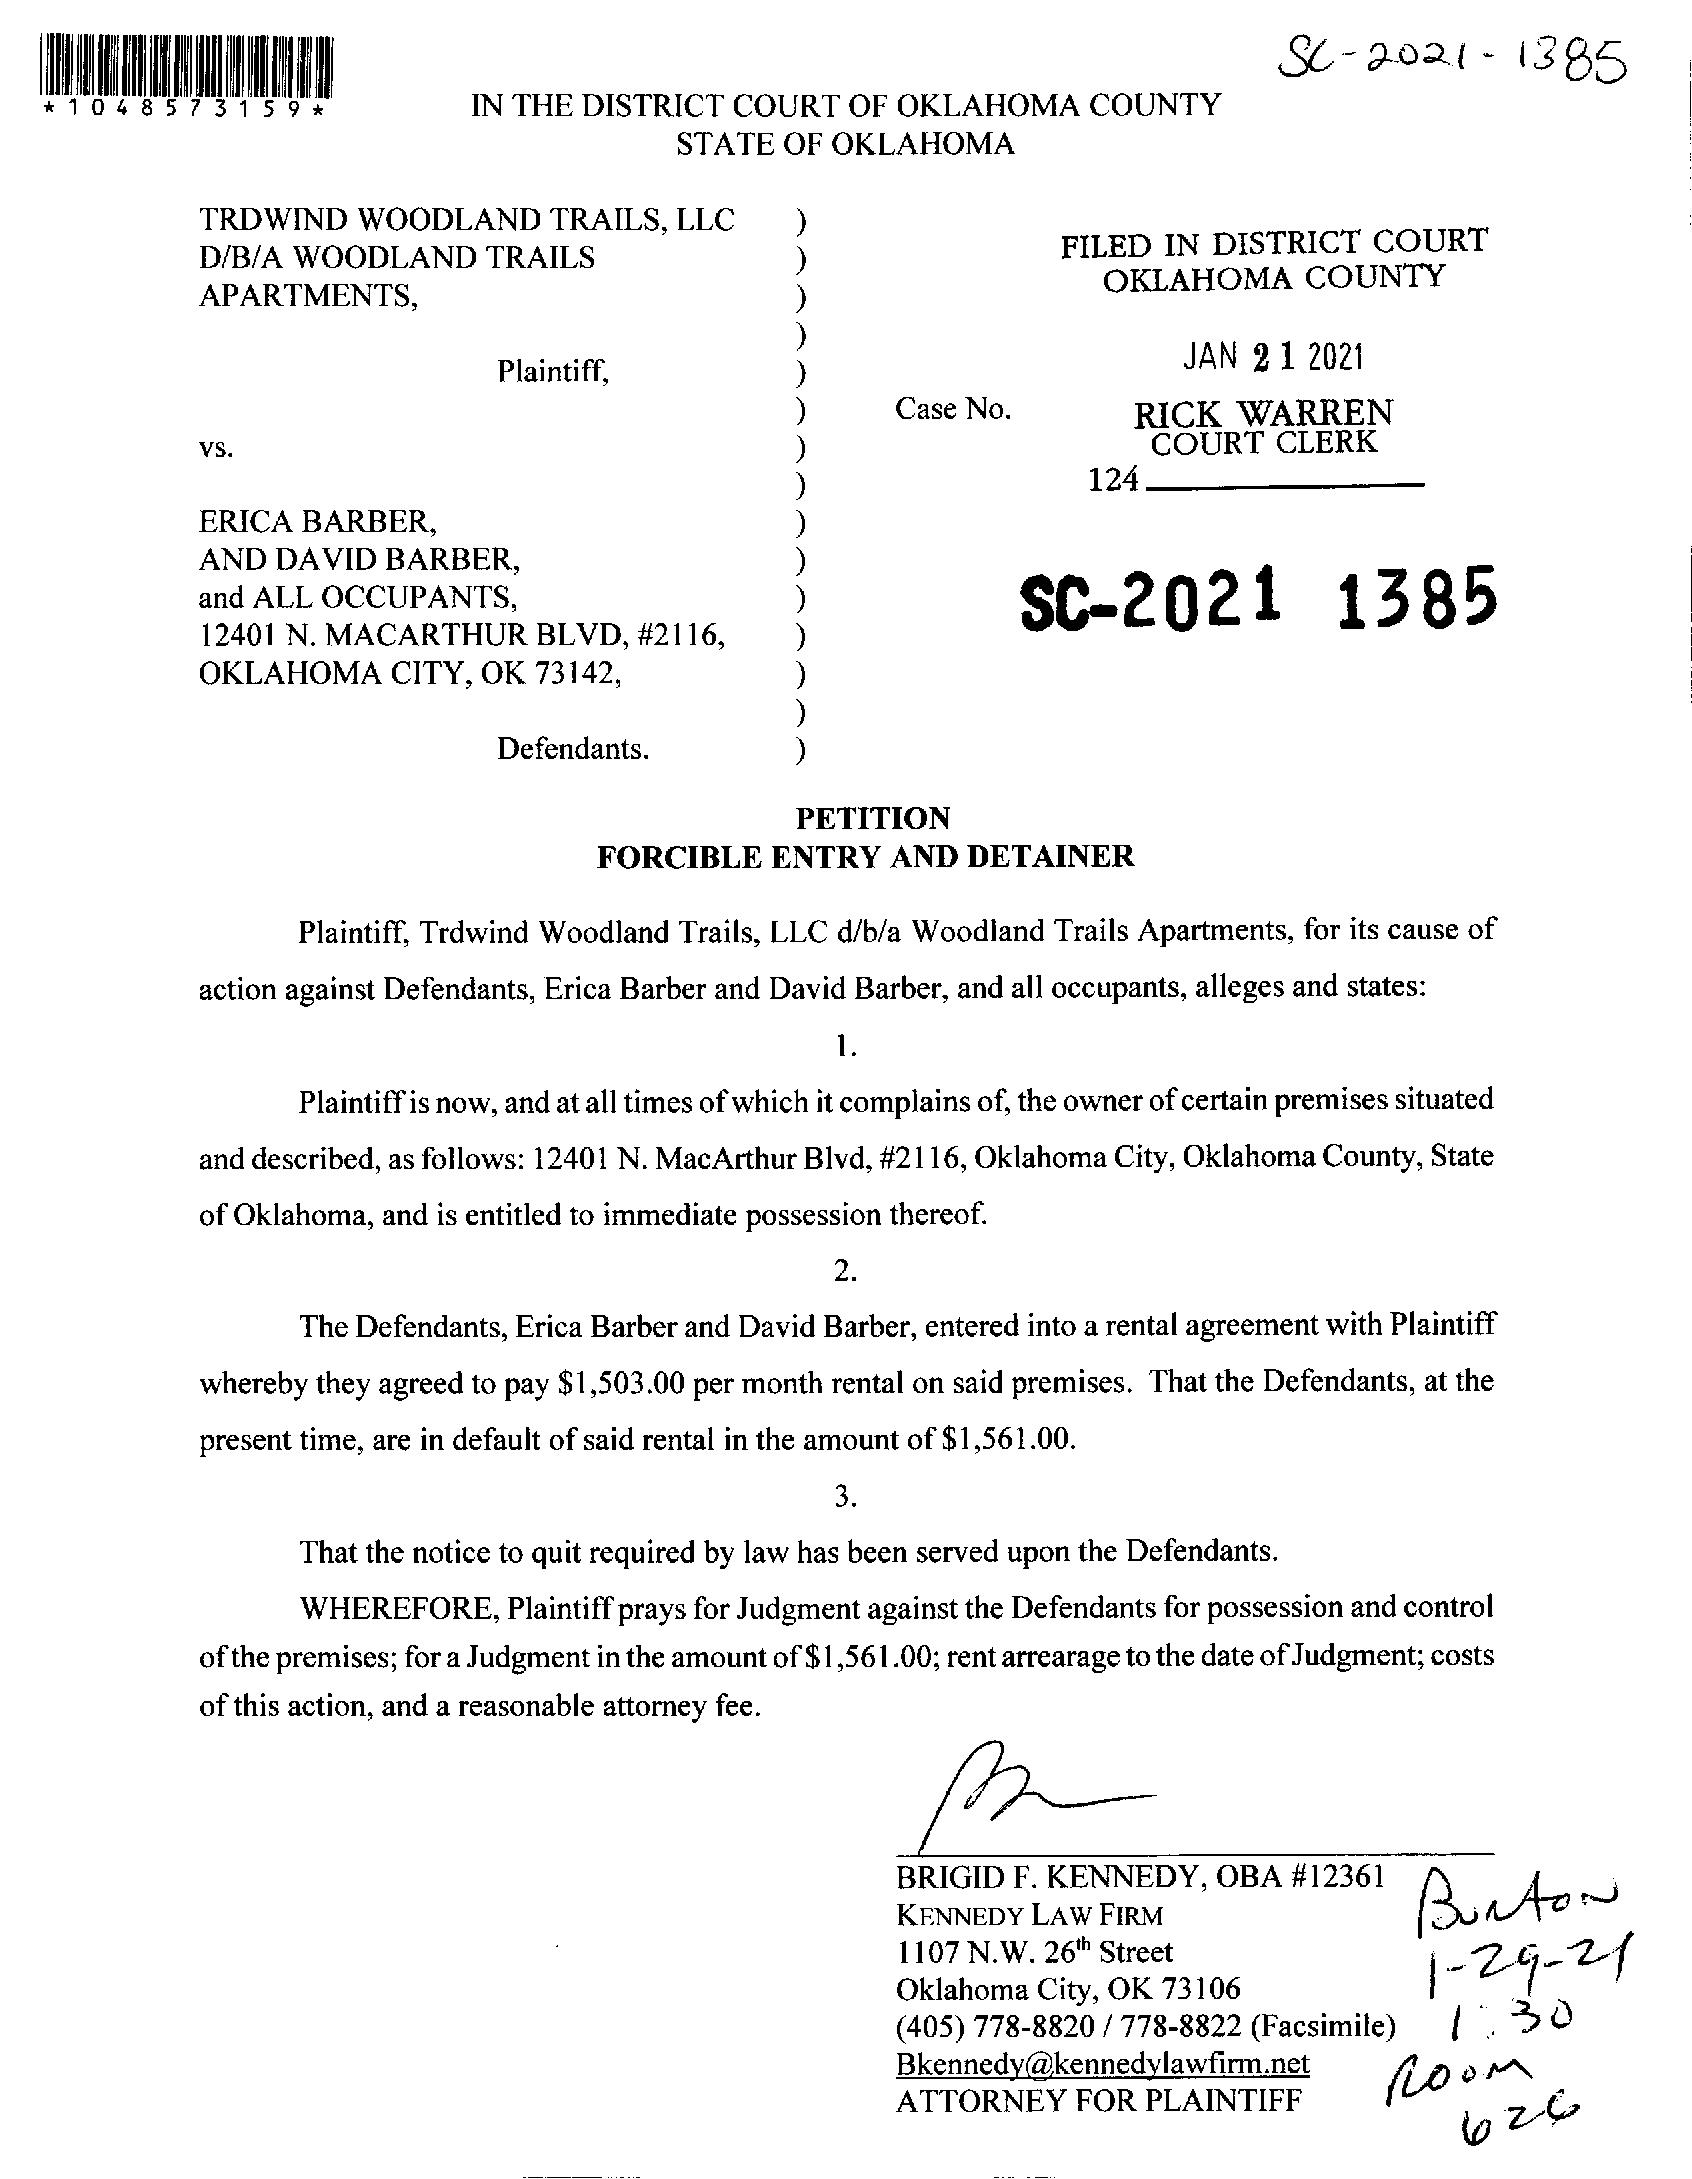 SC-2021-1385
*1048573159*
IN THE DISTRICT COURT OF OKLAHOMA COUNTY
STATE OF OKLAHOMA
TRDWIND WOODLAND TRAILS, LLC )
D/B/A WOODLAND TRAILS )
APARTMENTS, )
)
Plaintiff, )
)
vs. )
)
ERICA BARBER, )
AND DAVID BARBER, )
and ALL OCCUPANTS, )
12401 N. MACARTHUR BLVD, #2116, )
OKLAHOMA CITY, OK 73142, )
)
Defendants. )
FILED IN DISTRICT COURT
OKLAHOMA COUNTY
JAN 21 2021
Case No.
RICK WARREN
COURT CLERK
124
SC-2021 1385
PETITION
FORCIBLE ENTRY AND DETAINER
Plaintiff, Trdwind Woodland Trails, LLC d/b/a Woodland Trails Apartments, for its cause of
action against Defendants, Erica Barber and David Barber, and all occupants, alleges and states:
1.
Plaintiff is now, and at all times of which it complains of, the owner of certain premises situated
and described, as follows: 12401 N. MacArthur Blvd, #2116, Oklahoma City, Oklahoma County, State
of Oklahoma, and is entitled to immediate possession thereof.
2.
The Defendants, Erica Barber and David Barber, entered into a rental agreement with Plaintiff
whereby they agreed to pay $1,503.00 per month rental on said premises. That the Defendants, at the
present time, are in default of said rental in the amount of $1,561.00.
3.
That the notice to quit required by law has been served upon the Defendants.
WHEREFORE, Plaintiff prays for Judgment against the Defendants for possession and control
of the premises; for a Judgment in the amount of $1,561.00; rent arrearage to the date of Judgment; costs
of this action, and a reasonable attorney fee.
BRIGID F. KENNEDY, OBA #12361
KENNEDY LAW FIRM
1107 N.W. 26th Street
Oklahoma City, OK 73106
(405) 778-8820 / 778-8822 (Facsimile)
Bkennedy@kennedylawfirm.net
ATTORNEY FOR PLAINTIFF
Burton
1-29-21
1:30
Room
626